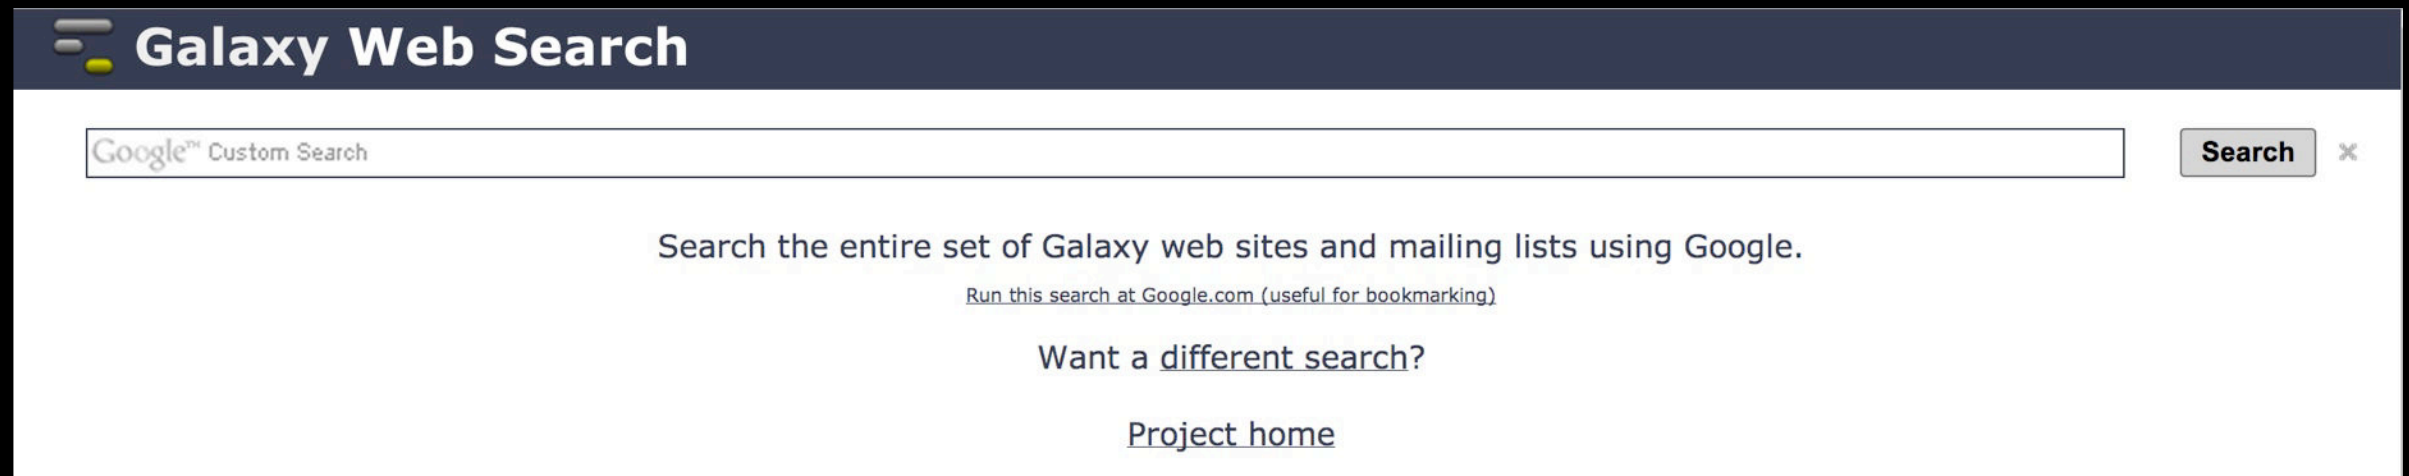 Galaxy Web Search
Google™ Custom Search
Search
×
Search the entire set of Galaxy web sites and mailing lists using Google.
Run this search at Google.com (useful for bookmarking)
Want a different search?
Project home